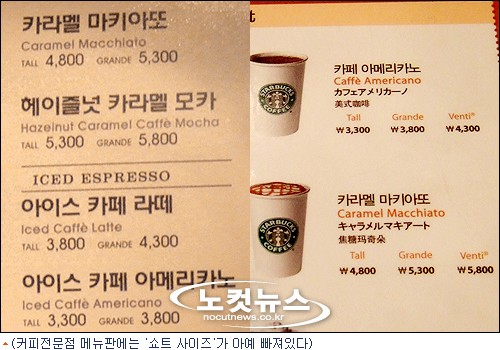 카라멜 마키아또
Caramel Macchiato
TALL 4,800 GRANDE 5,300
헤이즐넛 카라멜 모카
Hazelnut Caramel Caffè Mocha
TALL 5,300 GRANDE 5,800
ICED ESPRESSO
아이스 카페 라떼
Iced Caffè Latte
TALL 3,800 GRANDE 4,300
아이스 카페 아메리카노
Iced Caffè Americano
TALL 3,300 GRANDE 3,800
STARBUCKS COFFEE
카페 아메리카노
Caffè Americano
カフェアメリカーノ
美式咖啡
Tall Grande Venti®
₩3,300 ₩3,800 ₩4,300
STARBUCKS COFFEE
카라멜 마키아또
Caramel Macchiato
キャラメルマキアート
焦糖玛奇朵
Tall Grande Venti®
₩4,800 ₩5,300 ₩5,800
노컷뉴스
nocutnews.co.kr
(커피전문점 메뉴판에는 '쇼트 사이즈'가 아예 빠져있다)